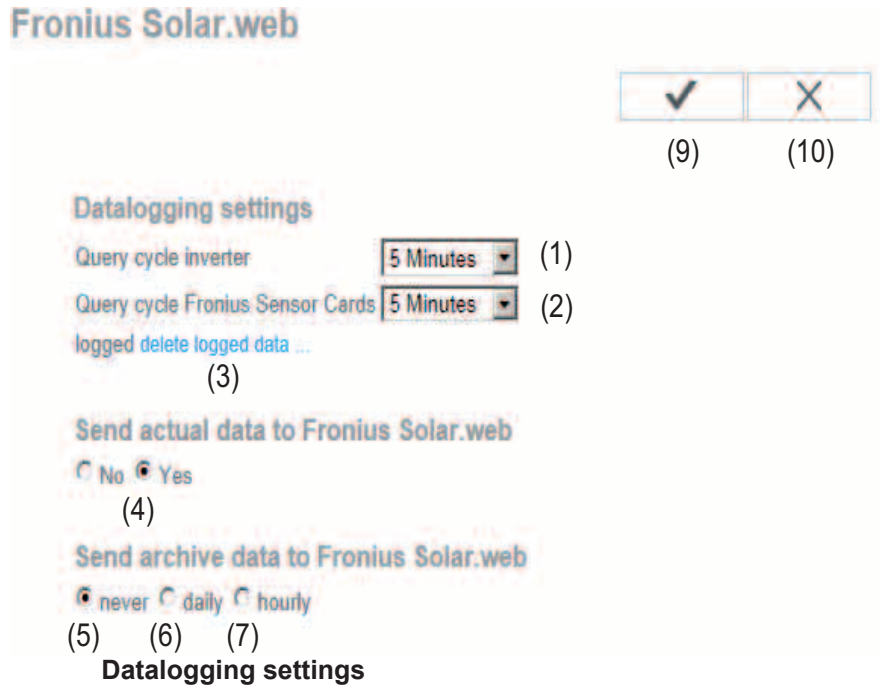 Fronius Solar.web
(9) (10)
Datalogging settings
Query cycle inverter 5 Minutes (1)
Query cycle Fronius Sensor Cards 5 Minutes (2)
logged delete logged data ...
(3)
Send actual data to Fronius Solar.web
No Yes
(4)
Send archive data to Fronius Solar.web
never daily hourly
(5) (6) (7)
Datalogging settings